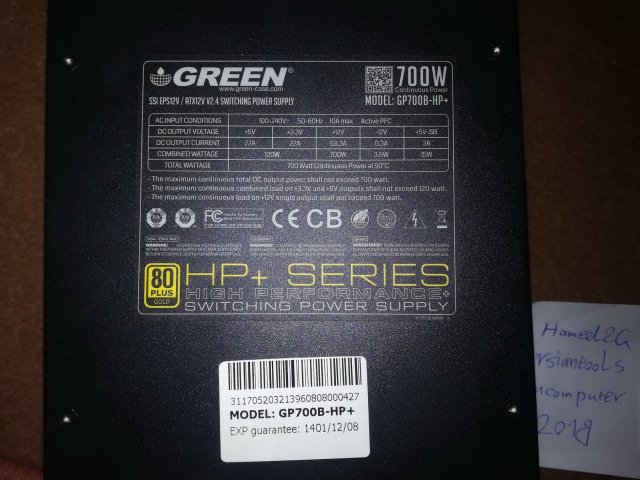 GREEN®
www.green-case.com
700W
Continuous Power
SSI EPS12V / RTX12V V2.4 SWITCHING POWER SUPPLY
MODEL: GP700B-HP+
AC INPUT CONDITIONS 100-240V~ 50-60Hz 10A max. Active PFC
DC OUTPUT VOLTAGE +5V +3.3V +12V -12V +5V-SB
DC OUTPUT CURRENT 22A 22A 58.3A 0.3A 3A
COMBINED WATTAGE 120W 700W 3.6W 15W
TOTAL WATTAGE 700 Watt Continuous Power at 50°C
- The maximum continuous total DC output power shall not exceed 700 watt.
- The maximum continuous combined load on +3.3V and +5V outputs shall not exceed 120 watt.
- The maximum continuous load on +12V single output shall not exceed 700 watt.
FC CE CB
80
PLUS
GOLD
HP+ SERIES
HIGH PERFORMANCE+
SWITCHING POWER SUPPLY
311705203213960808000427
MODEL: GP700B-HP+
EXP guarantee: 1401/12/08
Hamed2G
ersiantools
computer
2018